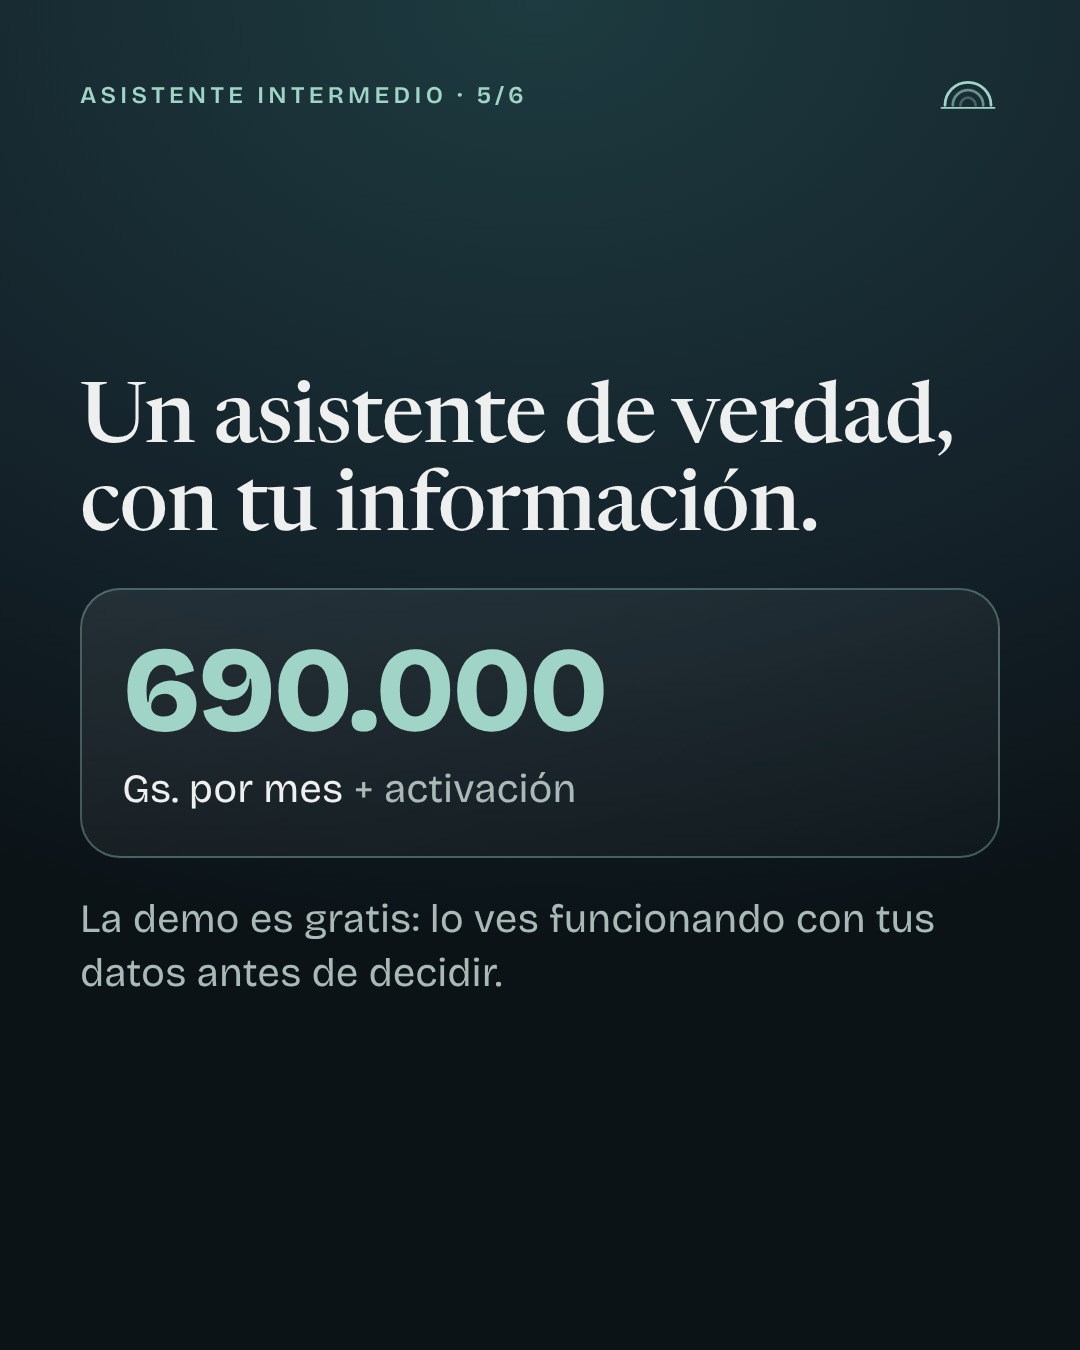 ASISTENTE INTERMEDIO · 5/6
Un asistente de verdad,
con tu información.
690.000
Gs. por mes + activación
La demo es gratis: lo ves funcionando con tus
datos antes de decidir.